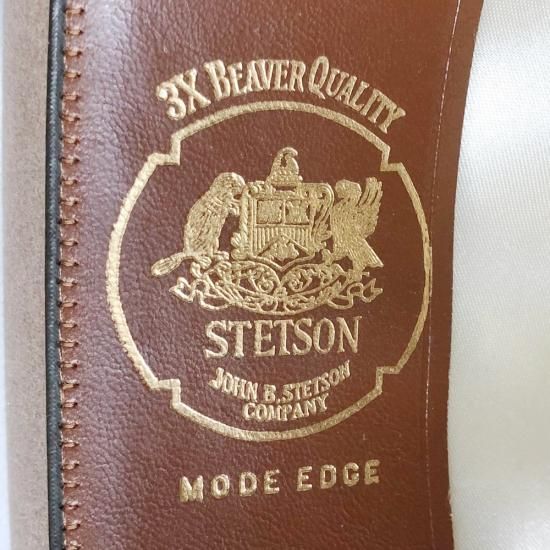 3X BEAVER QUALITY
STETSON
JOHN B. STETSON
COMPANY
MODE EDGE